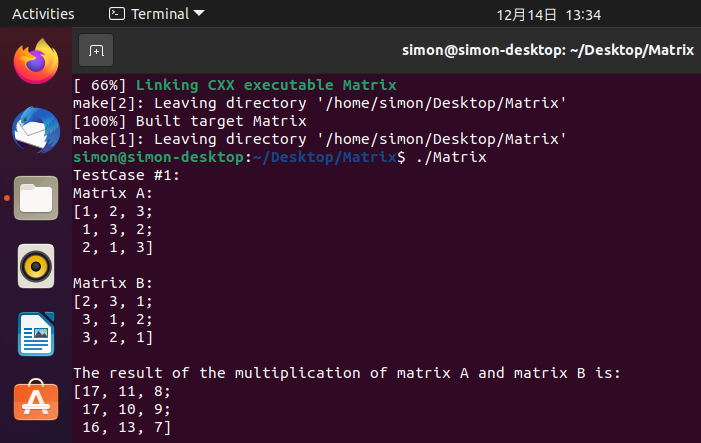 Activities
Terminal
12月14日 13:34
simon@simon-desktop: ~/Desktop/Matrix
[ 66%] Linking CXX executable Matrix
make[2]: Leaving directory '/home/simon/Desktop/Matrix'
[100%] Built target Matrix
make[1]: Leaving directory '/home/simon/Desktop/Matrix'
simon@simon-desktop:~/Desktop/Matrix$ ./Matrix
TestCase #1:
Matrix A:
[1, 2, 3;
 1, 3, 2;
 2, 1, 3]
Matrix B:
[2, 3, 1;
 3, 1, 2;
 3, 2, 1]
The result of the multiplication of matrix A and matrix B is:
[17, 11, 8;
 17, 10, 9;
 16, 13, 7]